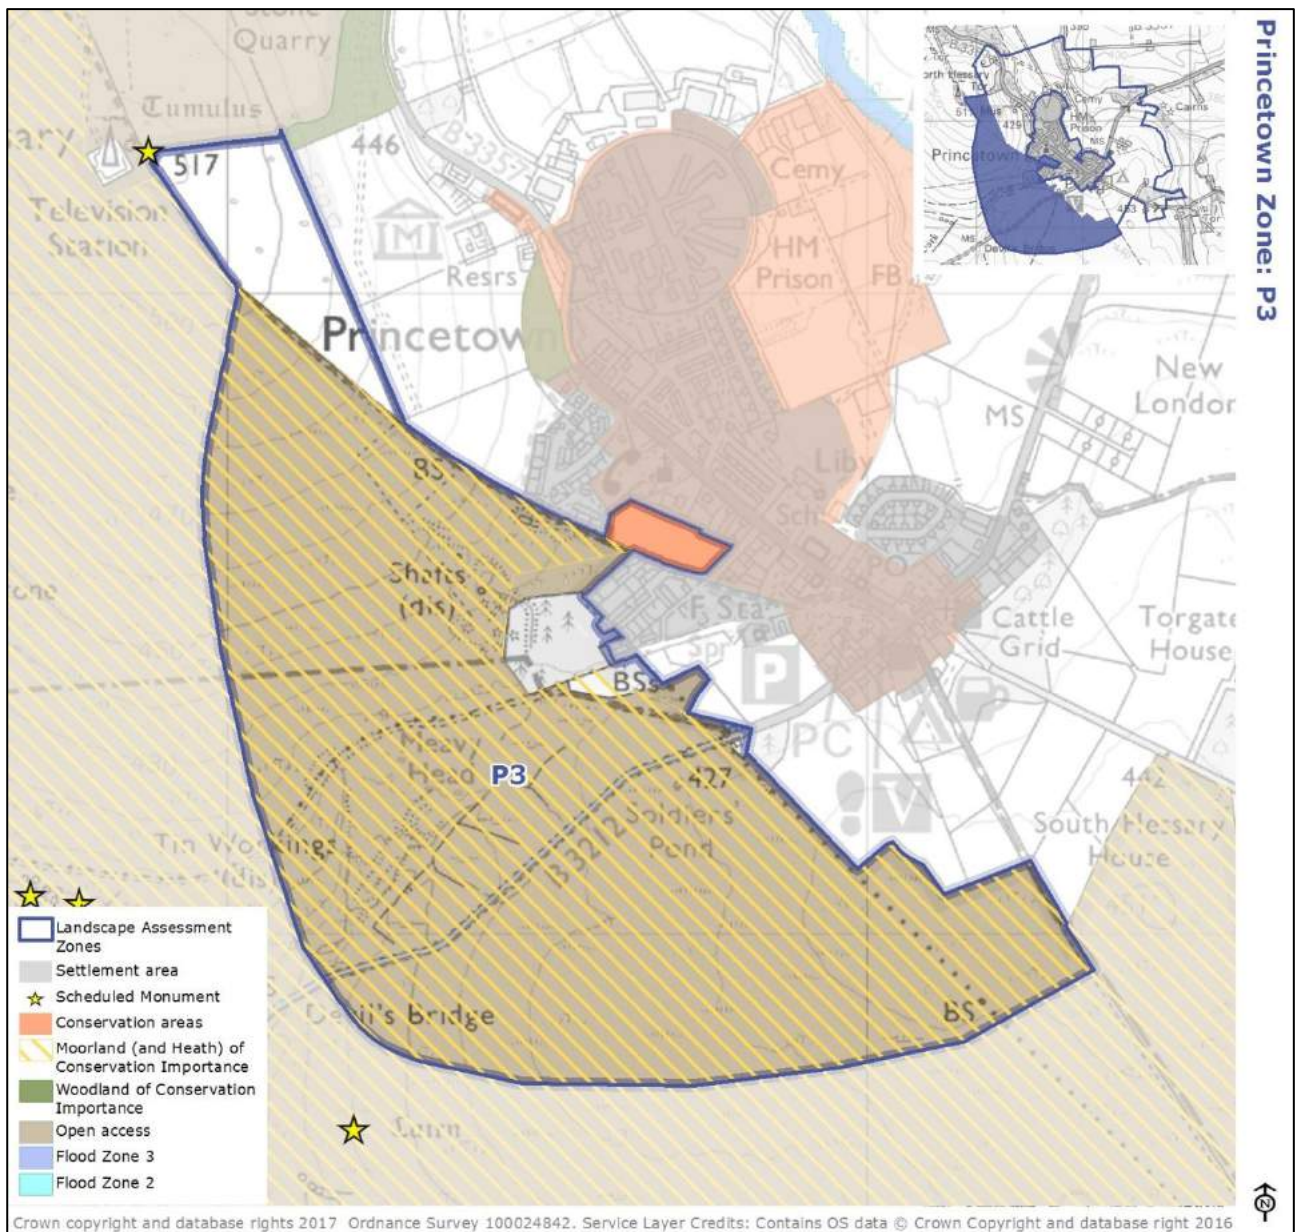 Princetown Zone: P3
Stone
Quarry
Tumulus
517
446
Television
Station
Resrs
Cemy
HM
Prison
FB
Princetown
New
London
MS
BS
Liby
Sch
PO
Shafts
(dis)
F Sta
Spr
Cattle
Grid
Torgate
House
P
BSs
PC
Meavy
Head
P3
427
Soldiers'
Pond
B 3212
V
442
South Hessary
House
Tin Workings
(dis)
Devil's Bridge
BS
Cairn
Landscape Assessment
Zones
Settlement area
Scheduled Monument
Conservation areas
Moorland (and Heath) of
Conservation Importance
Woodland of Conservation
Importance
Open access
Flood Zone 3
Flood Zone 2
Crown copyright and database rights 2017 Ordnance Survey 100024842. Service Layer Credits: Contains OS data © Crown Copyright and database right 2016